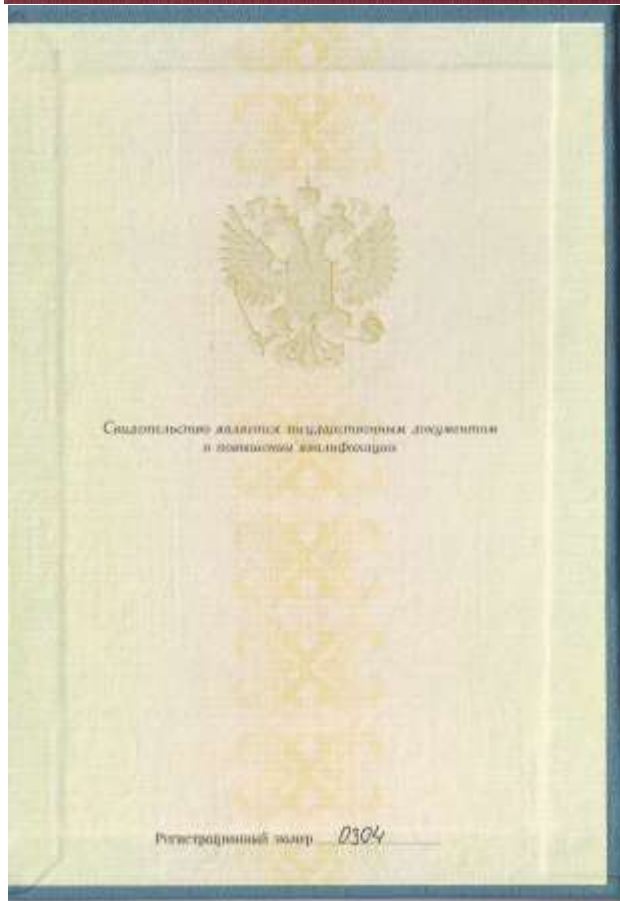 Свидетельство является государственным документом
о повышении квалификации
Регистрационный номер 0304